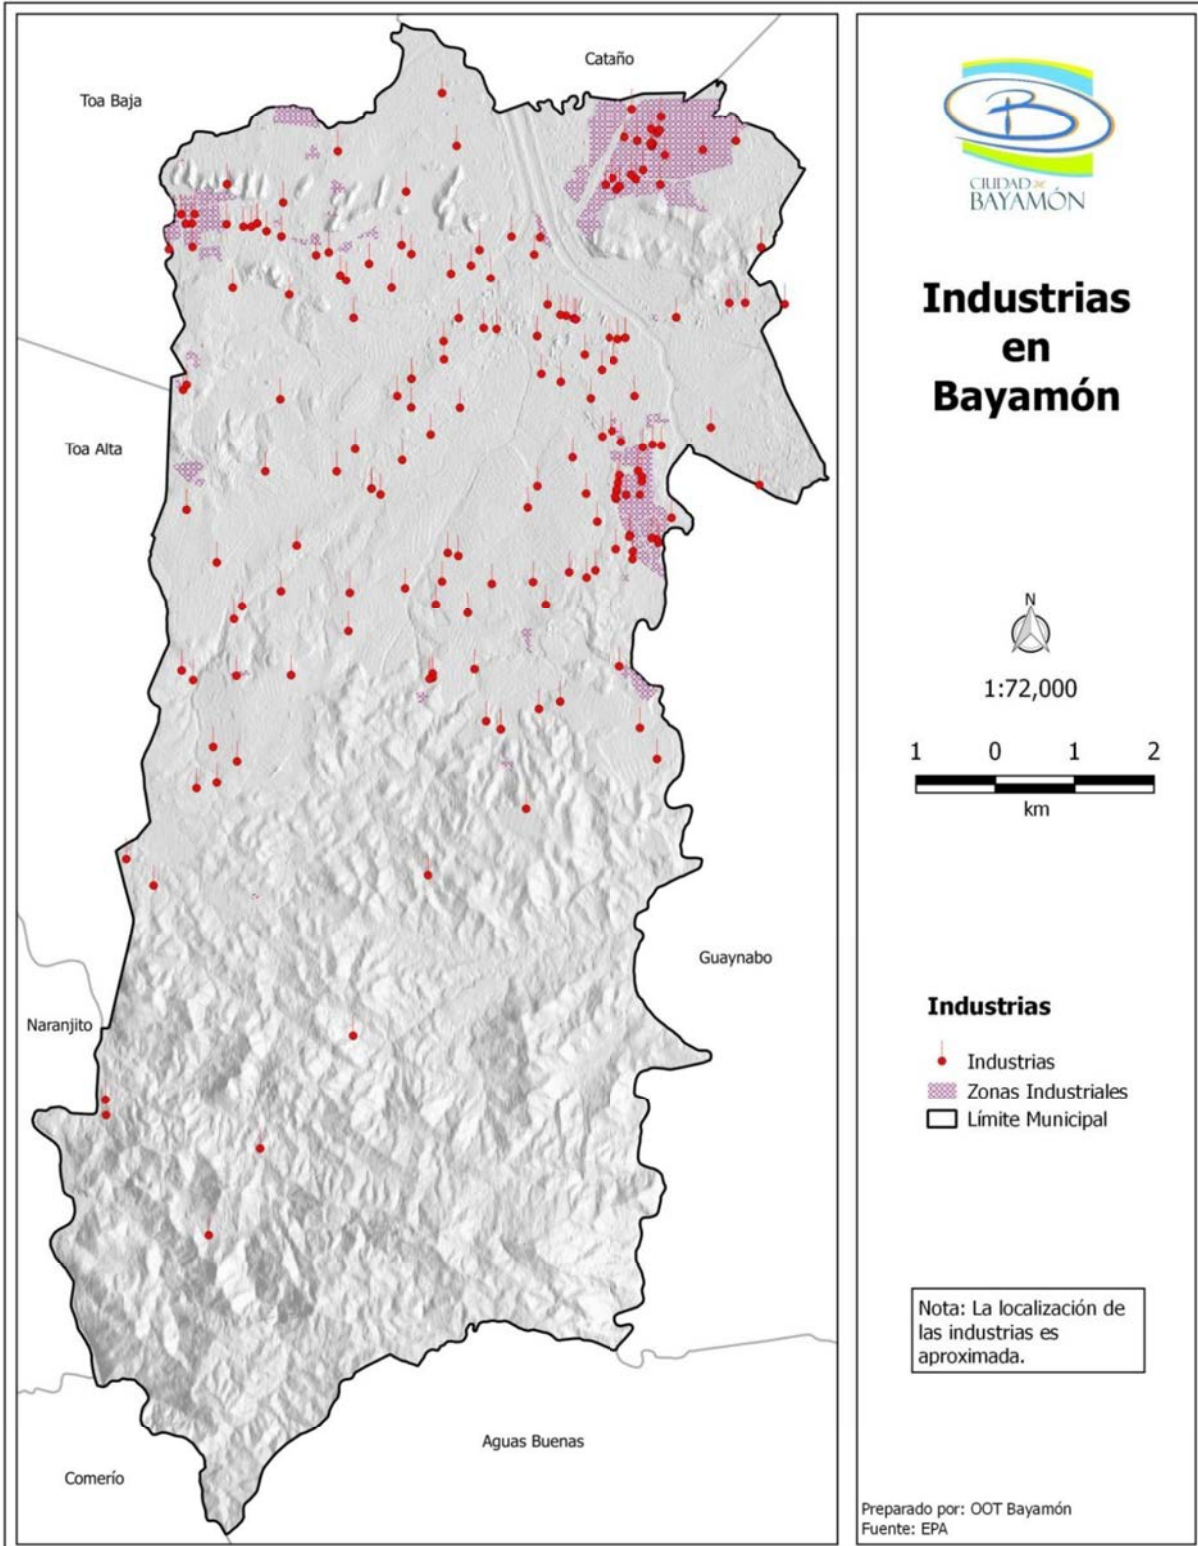 Cataño
Toa Baja
Toa Alta
Guaynabo
Naranjito
Aguas Buenas
Comerío
B
CIUDAD DE
BAYAMÓN
Industrias
en
Bayamón
N
1:72,000
1 0 1 2
km
Industrias
Industrias
Zonas Industriales
Límite Municipal
Nota: La localización de
las industrias es
aproximada.
Preparado por: OOT Bayamón
Fuente: EPA